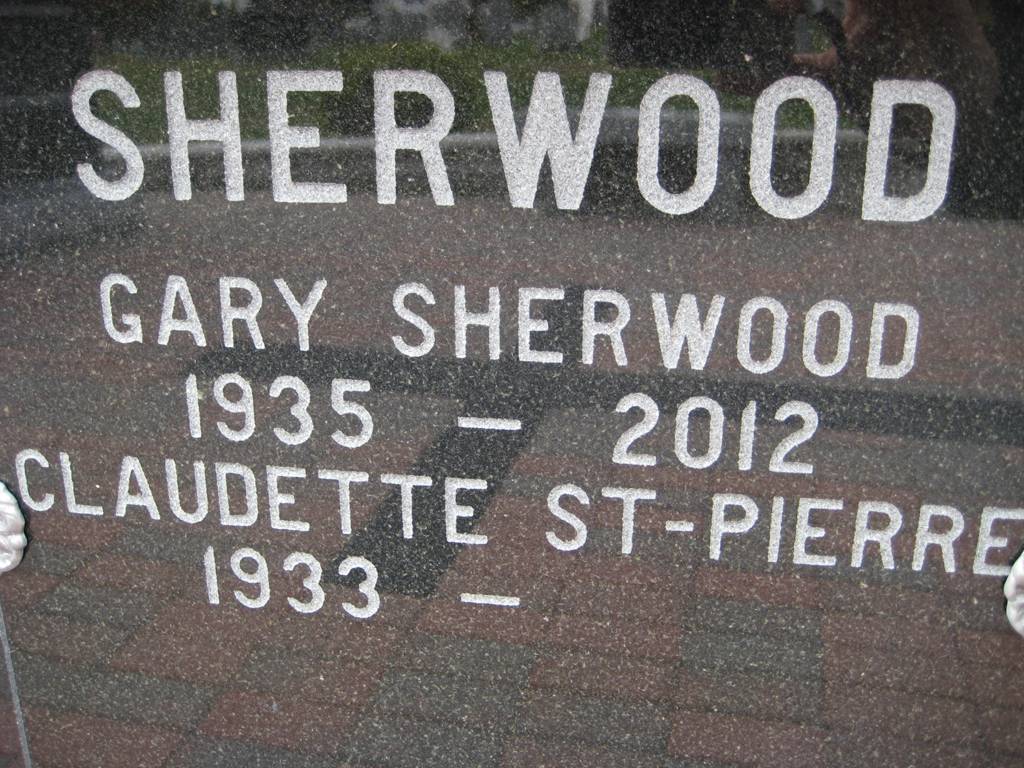 SHERWOOD
GARY SHERWOOD
1935 — 2012
CLAUDETTE ST-PIERRE
1933 —